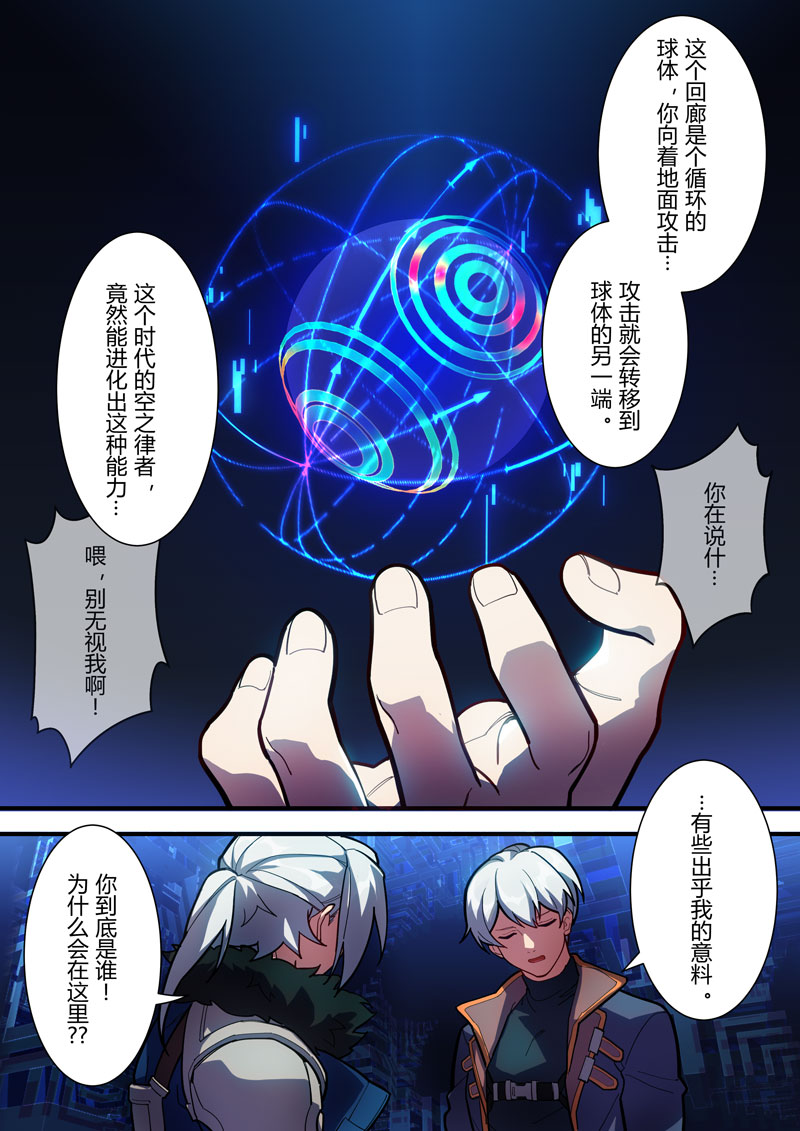 这个回廊是个循环的
球体，你向着地面攻击…
攻击就会转移到
球体的另一端。
你在说什…
这个时代的空之律者，
竟然能进化出这种能力…
喂，别无视我啊！
…有些出乎我的意料。
你到底是谁！
为什么会在这里??